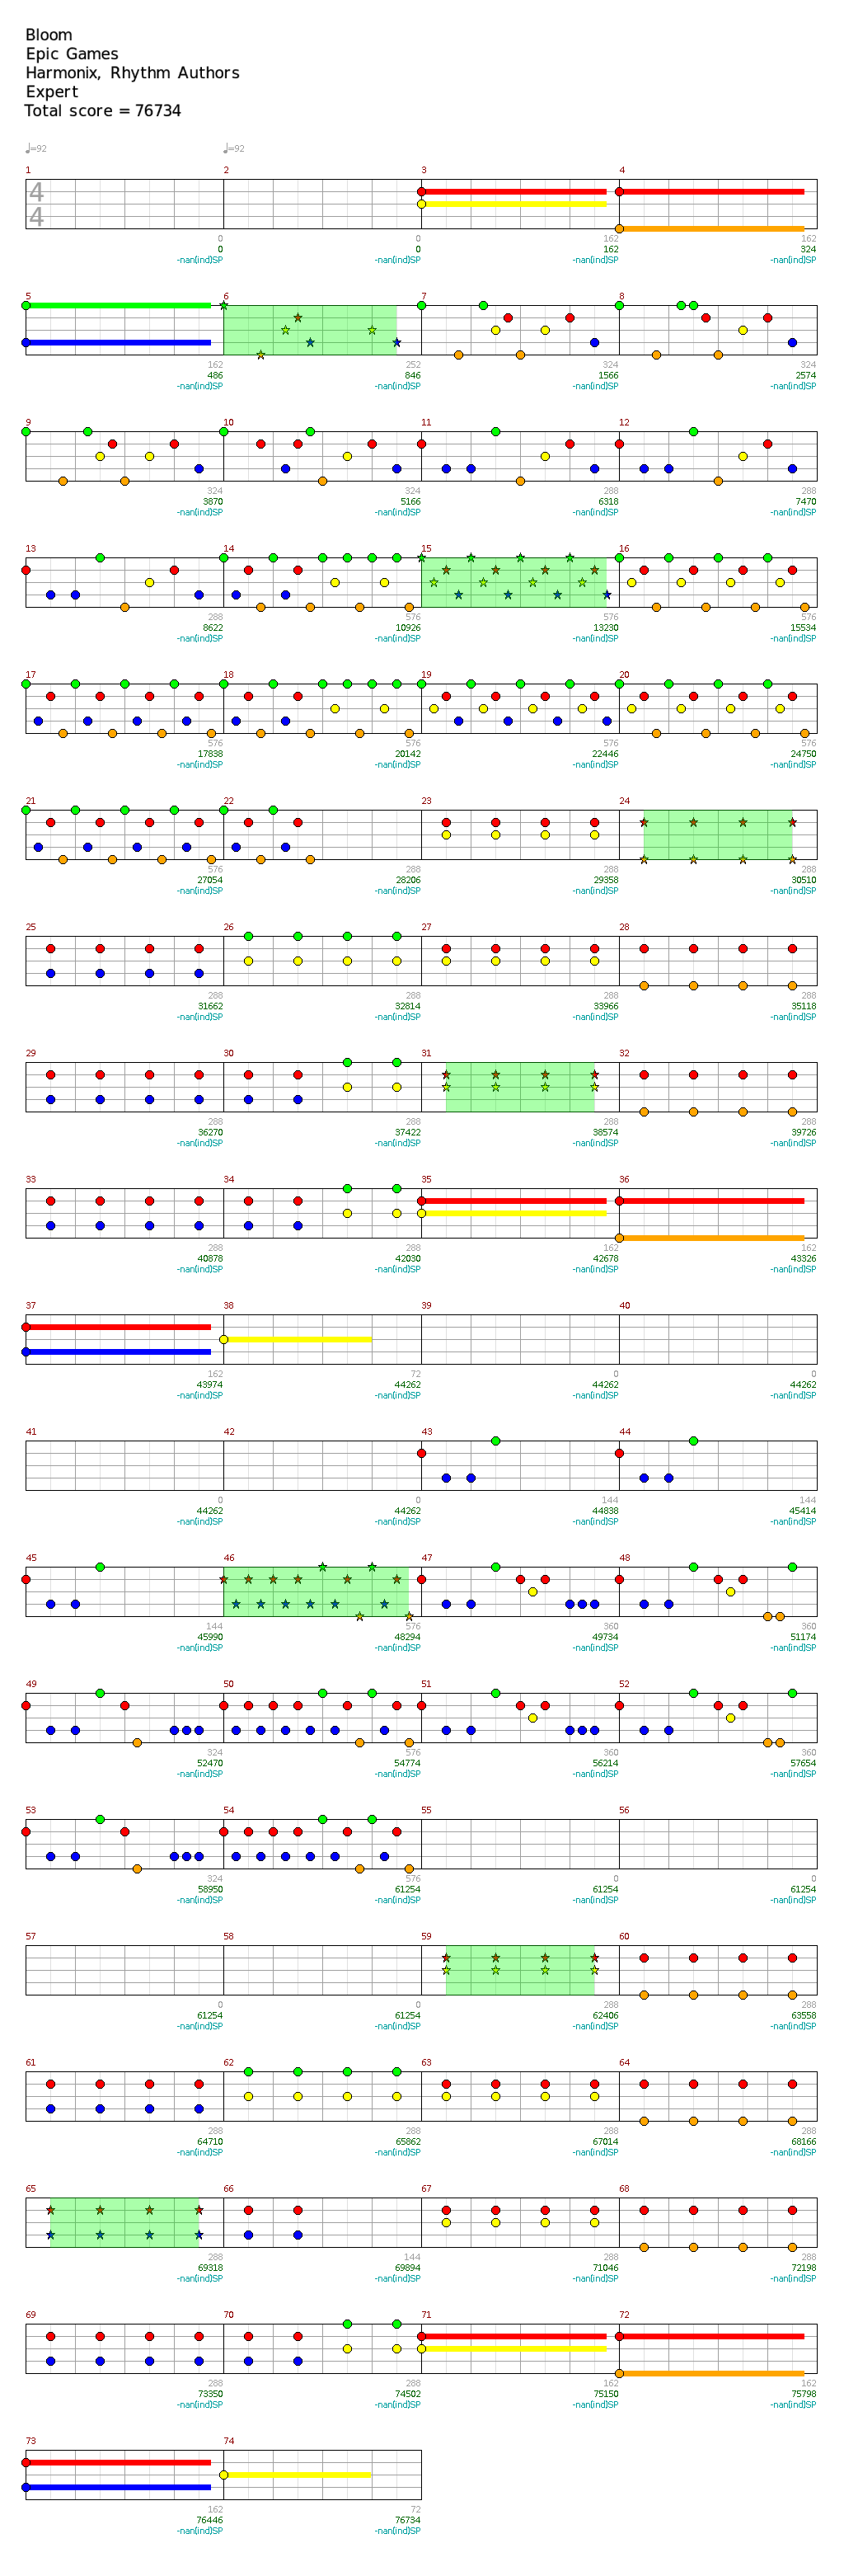 Bloom
Epic Games
Harmonix, Rhythm Authors
Expert
Total score = 76734
♩=92 ♩=92
1 2 3 4
4
4
0 0 162 162
0 0 162 324
-nan(ind)SP -nan(ind)SP -nan(ind)SP -nan(ind)SP
5 6 7 8
162 252 324 324
486 846 1566 2574
-nan(ind)SP -nan(ind)SP -nan(ind)SP -nan(ind)SP
9 10 11 12
324 324 288 288
3870 5166 6318 7470
-nan(ind)SP -nan(ind)SP -nan(ind)SP -nan(ind)SP
13 14 15 16
288 576 576 576
8622 10926 13230 15534
-nan(ind)SP -nan(ind)SP -nan(ind)SP -nan(ind)SP
17 18 19 20
576 576 576 576
17838 20142 22446 24750
-nan(ind)SP -nan(ind)SP -nan(ind)SP -nan(ind)SP
21 22 23 24
576 288 288 288
27054 28206 29358 30510
-nan(ind)SP -nan(ind)SP -nan(ind)SP -nan(ind)SP
25 26 27 28
288 288 288 288
31662 32814 33966 35118
-nan(ind)SP -nan(ind)SP -nan(ind)SP -nan(ind)SP
29 30 31 32
288 288 288 288
36270 37422 38574 39726
-nan(ind)SP -nan(ind)SP -nan(ind)SP -nan(ind)SP
33 34 35 36
288 288 162 162
40878 42030 42678 43326
-nan(ind)SP -nan(ind)SP -nan(ind)SP -nan(ind)SP
37 38 39 40
162 72 0 0
43974 44262 44262 44262
-nan(ind)SP -nan(ind)SP -nan(ind)SP -nan(ind)SP
41 42 43 44
0 0 144 144
44262 44262 44838 45414
-nan(ind)SP -nan(ind)SP -nan(ind)SP -nan(ind)SP
45 46 47 48
144 576 360 360
45990 48294 49734 51174
-nan(ind)SP -nan(ind)SP -nan(ind)SP -nan(ind)SP
49 50 51 52
324 576 360 360
52470 54774 56214 57654
-nan(ind)SP -nan(ind)SP -nan(ind)SP -nan(ind)SP
53 54 55 56
324 576 0 0
58950 61254 61254 61254
-nan(ind)SP -nan(ind)SP -nan(ind)SP -nan(ind)SP
57 58 59 60
0 0 288 288
61254 61254 62406 63558
-nan(ind)SP -nan(ind)SP -nan(ind)SP -nan(ind)SP
61 62 63 64
288 288 288 288
64710 65862 67014 68166
-nan(ind)SP -nan(ind)SP -nan(ind)SP -nan(ind)SP
65 66 67 68
288 144 288 288
69318 69894 71046 72198
-nan(ind)SP -nan(ind)SP -nan(ind)SP -nan(ind)SP
69 70 71 72
288 288 162 162
73350 74502 75150 75798
-nan(ind)SP -nan(ind)SP -nan(ind)SP -nan(ind)SP
73 74
162 72
76446 76734
-nan(ind)SP -nan(ind)SP